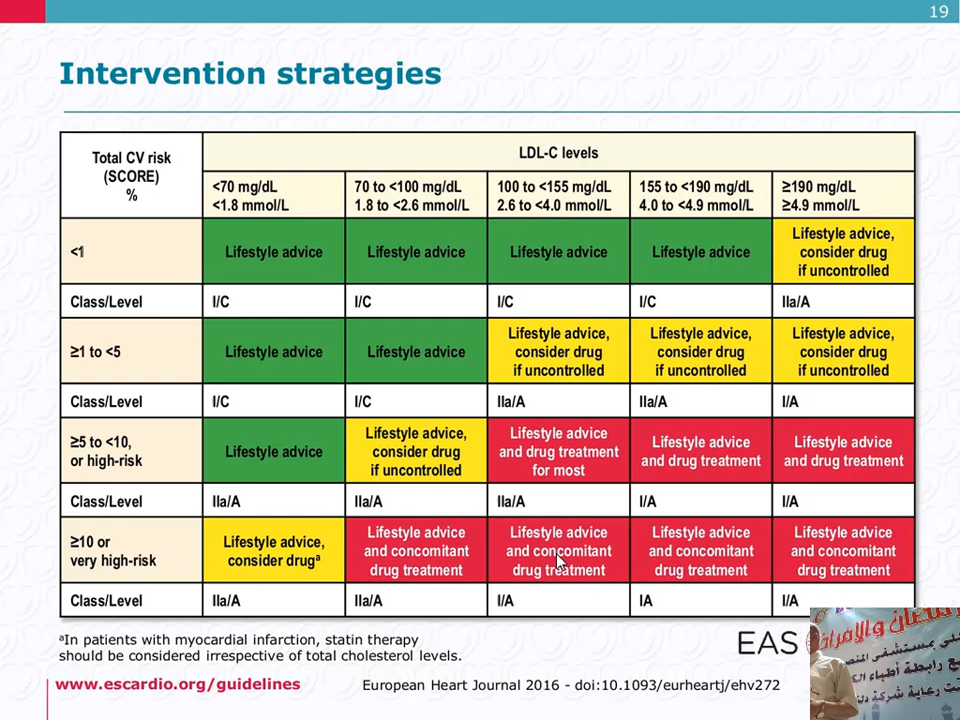 19
Intervention strategies
Total CV risk
(SCORE)
%
LDL-C levels
<70 mg/dL
<1.8 mmol/L
70 to <100 mg/dL
1.8 to <2.6 mmol/L
100 to <155 mg/dL
2.6 to <4.0 mmol/L
155 to <190 mg/dL
4.0 to <4.9 mmol/L
≥190 mg/dL
≥4.9 mmol/L
<1
Lifestyle advice
Lifestyle advice
Lifestyle advice
Lifestyle advice
Lifestyle advice,
consider drug
if uncontrolled
Class/Level
I/C
I/C
I/C
I/C
IIa/A
≥1 to <5
Lifestyle advice
Lifestyle advice
Lifestyle advice,
consider drug
if uncontrolled
Lifestyle advice,
consider drug
if uncontrolled
Lifestyle advice,
consider drug
if uncontrolled
Class/Level
I/C
I/C
IIa/A
IIa/A
I/A
≥5 to <10,
or high-risk
Lifestyle advice
Lifestyle advice,
consider drug
if uncontrolled
Lifestyle advice
and drug treatment
for most
Lifestyle advice
and drug treatment
Lifestyle advice
and drug treatment
Class/Level
IIa/A
IIa/A
IIa/A
I/A
I/A
≥10 or
very high-risk
Lifestyle advice,
consider drugᵃ
Lifestyle advice
and concomitant
drug treatment
Lifestyle advice
and concomitant
drug treatment
Lifestyle advice
and concomitant
drug treatment
Lifestyle advice
and concomitant
drug treatment
Class/Level
IIa/A
IIa/A
I/A
IA
I/A
ᵃIn patients with myocardial infarction, statin therapy
should be considered irrespective of total cholesterol levels.
EAS
www.escardio.org/guidelines
European Heart Journal 2016 - doi:10.1093/eurheartj/ehv272
رابطة أطباء
رعاية شركة